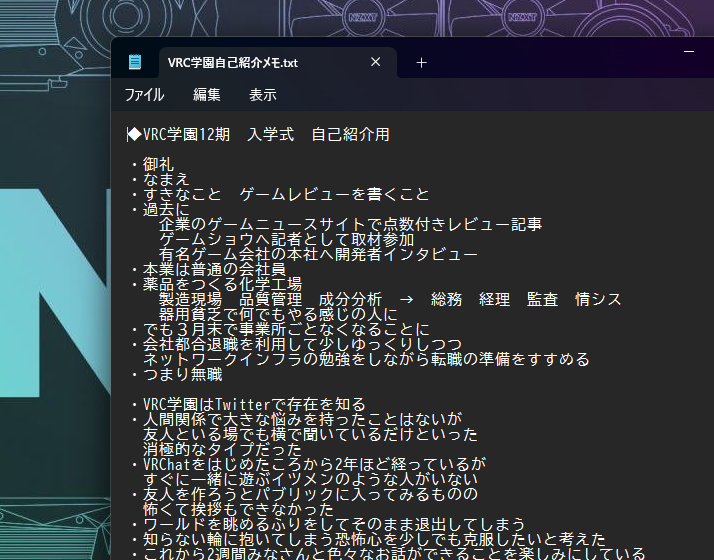 NZXT
NZXT
VRC学園自己紹介メモ.txt
ファイル 編集 表示
◆VRC学園12期　入学式　自己紹介用
・御礼
・なまえ
・すきなこと　ゲームレビューを書くこと
・過去に
　　企業のゲームニュースサイトで点数付きレビュー記事
　　ゲームショウへ記者として取材参加
　　有名ゲーム会社の本社へ開発者インタビュー
・本業は普通の会社員
・薬品をつくる化学工場
　　製造現場　品質管理　成分分析　→　総務　経理　監査　情シス
　　器用貧乏で何でもやる感じの人に
・でも３月末で事業所ごとなくなることに
・会社都合退職を利用して少しゆっくりしつつ
　ネットワークインフラの勉強をしながら転職の準備をすすめる
・つまり無職
・VRC学園はTwitterで存在を知る
・人間関係で大きな悩みを持ったことはないが
　友人といる場でも横で聞いているだけといった
　消極的なタイプだった
・VRChatをはじめたころから2年ほど経っているが
　すぐに一緒に遊ぶイツメンのような人がいない
・友人を作ろうとパブリックに入ってみるものの
　怖くて挨拶もできなかった
・ワールドを眺めるふりをしてそのまま退出してしまう
・知らない輪に抱いてしまう恐怖心を少しでも克服したいと考えた
・これから2週間みなさんと色々なお話ができることを楽しみにしている